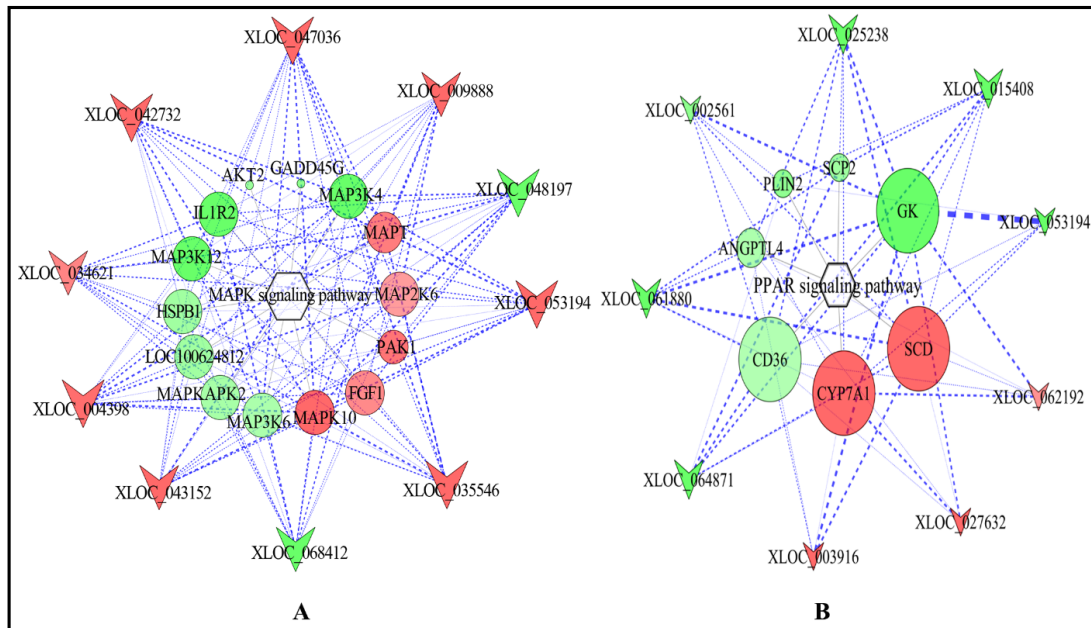 XLOC_047036
XLOC_009888
XLOC_042732
XLOC_048197
AKT2
GADD45G
MAP3K4
IL1R2
MAPT
MAP3K12
XLOC_034621
MAPK signaling pathway
MAP2K6
XLOC_053194
HSPB1
PAK1
LOC100624812
FGF1
MAPKAPK2
MAP3K6
MAPK10
XLOC_004398
XLOC_043152
XLOC_035546
XLOC_068412
A
XLOC_025238
XLOC_015408
XLOC_002561
SCP2
PLIN2
GK
XLOC_053194
ANGPTL4
PPAR signaling pathway
XLOC_061880
SCD
CD36
CYP7A1
XLOC_062192
XLOC_064871
XLOC_027632
XLOC_003916
B